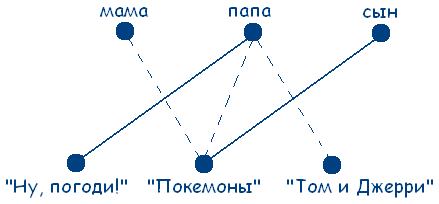 мама папа сын
"Ну, погоди!" "Покемоны" "Том и Джерри"